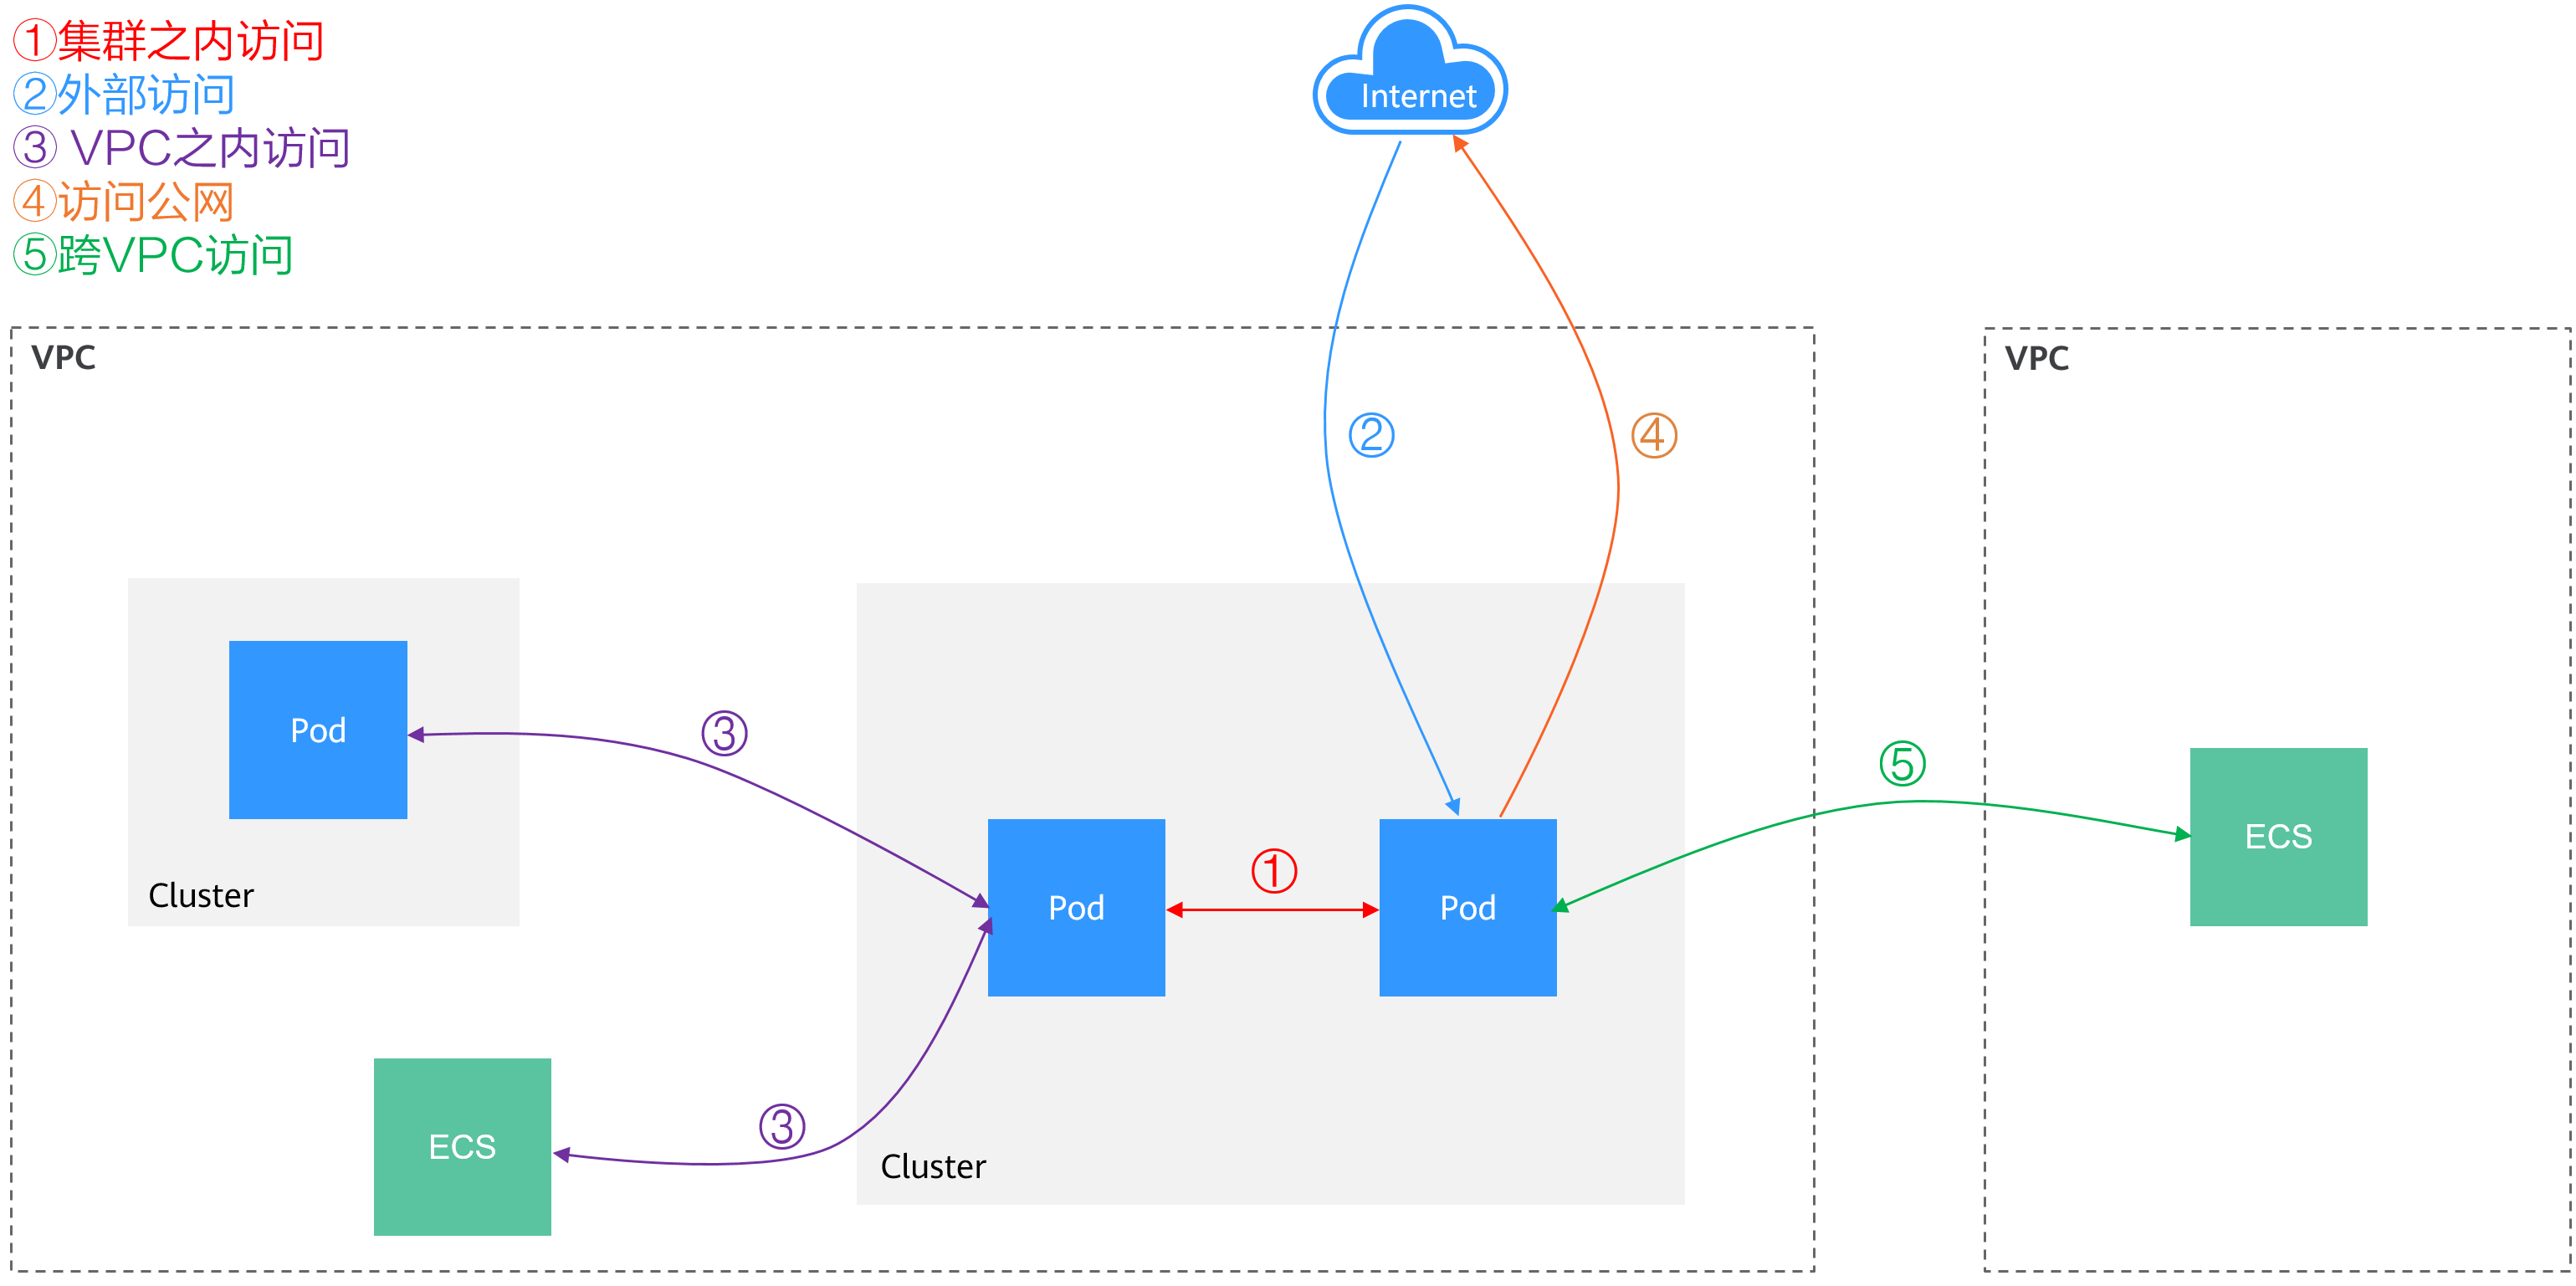 ①集群之内访问
②外部访问
③ VPC之内访问
④访问公网
⑤跨VPC访问
Internet
VPC
VPC
②
④
Pod
③
⑤
ECS
Cluster
①
Pod
Pod
③
ECS
Cluster